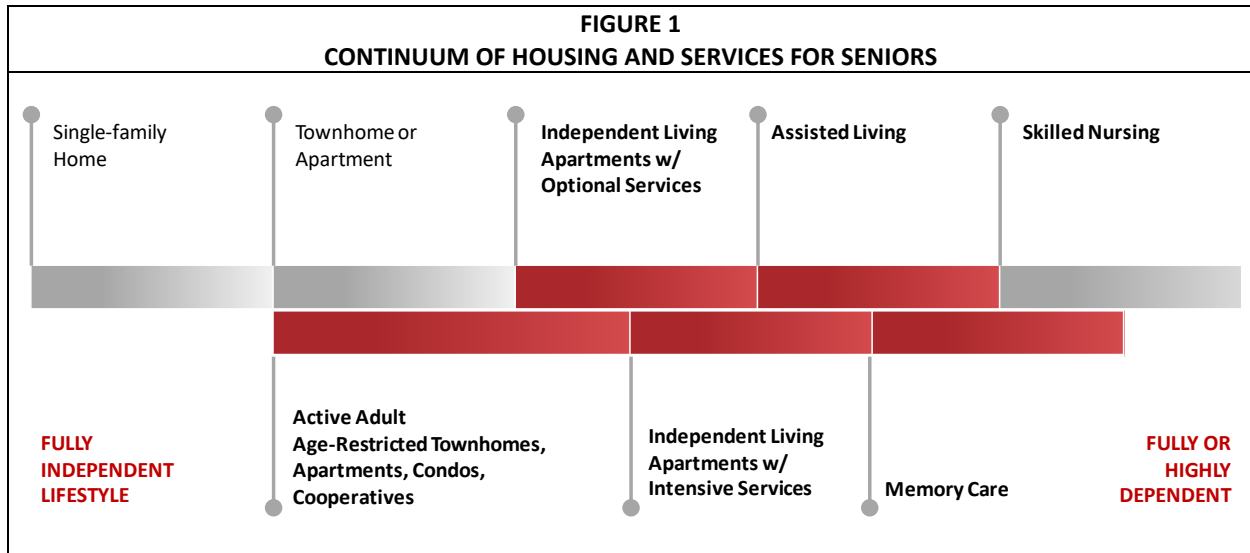 FIGURE 1
CONTINUUM OF HOUSING AND SERVICES FOR SENIORS
Single-family
Home
Townhome or
Apartment
Independent Living
Apartments w/
Optional Services
Assisted Living
Skilled Nursing
FULLY
INDEPENDENT
LIFESTYLE
Active Adult
Age-Restricted Townhomes,
Apartments, Condos,
Cooperatives
Independent Living
Apartments w/
Intensive Services
Memory Care
FULLY OR
HIGHLY
DEPENDENT